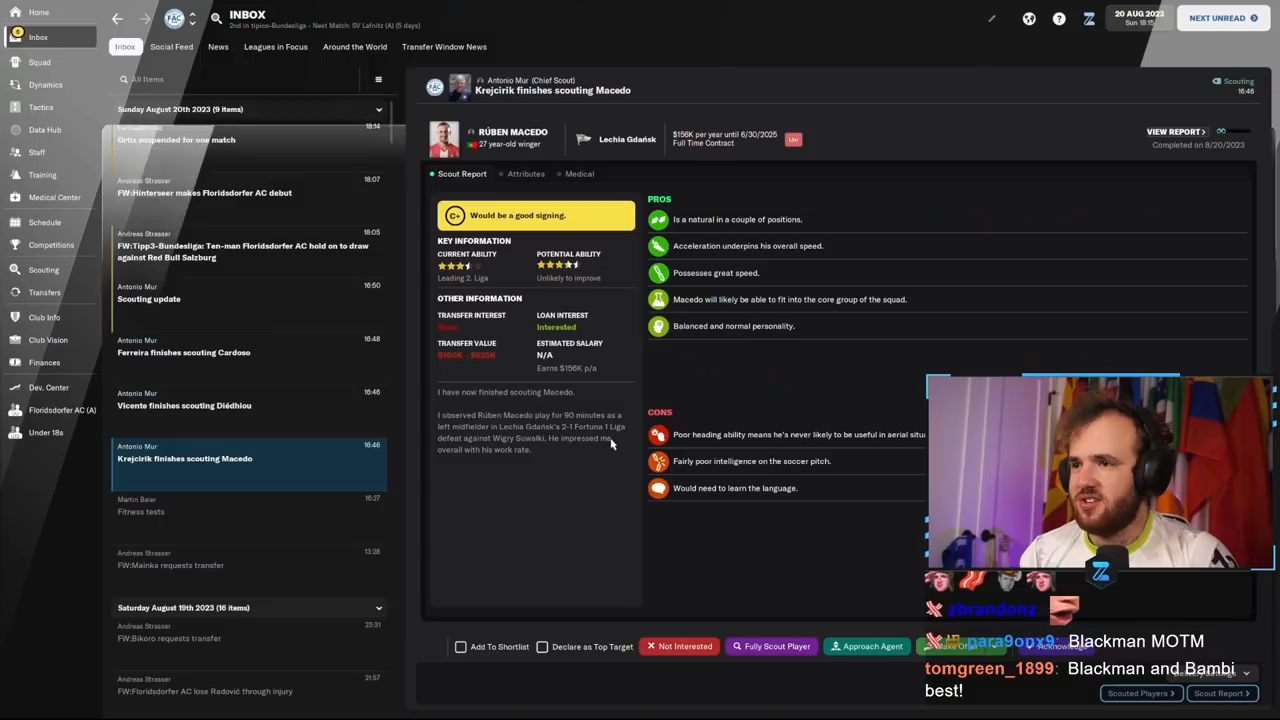 Home
INBOX
2nd in tipico-Bundesliga - Next Match: SV Lafnitz (A) (5 days)
20 AUG 2023
Sun 18:15
NEXT UNREAD
6
Inbox
Squad
Dynamics
Tactics
Data Hub
Staff
Training
Medical Center
Schedule
Competitions
Scouting
Transfers
Club Info
Club Vision
Finances
Dev. Center
Floridsdorfer AC (A)
Under 18s
Inbox
Social Feed
News
Leagues in Focus
Around the World
Transfer Window News
All Items
Sunday August 20th 2023 (9 items)
18:14
Ortiz suspended for one match
Andreas Strasser
18:07
FW:Hinterseer makes Floridsdorfer AC debut
Andreas Strasser
18:05
FW:Tipp3-Bundesliga: Ten-man Floridsdorfer AC hold on to draw
against Red Bull Salzburg
Antonio Mur
16:50
Scouting update
Antonio Mur
16:48
Ferreira finishes scouting Cardoso
Antonio Mur
16:46
Vicente finishes scouting Diédhiou
Antonio Mur
16:46
Krejcirik finishes scouting Macedo
Martin Baier
16:27
Fitness tests
Andreas Strasser
13:28
FW:Mainka requests transfer
Saturday August 19th 2023 (16 items)
Andreas Strasser
23:31
FW:Bikoro requests transfer
Andreas Strasser
21:57
FW:Floridsdorfer AC lose Radović through injury
Antonio Mur (Chief Scout)
Krejcirik finishes scouting Macedo
Scouting
16:46
RÚBEN MACEDO
27 year-old winger
Lechia Gdańsk
$156K per year until 6/30/2025
Full Time Contract
VIEW REPORT
Completed on 8/20/2023
Scout Report
Attributes
Medical
C+
Would be a good signing.
KEY INFORMATION
CURRENT ABILITY
POTENTIAL ABILITY
Leading 2. Liga
Unlikely to improve
OTHER INFORMATION
TRANSFER INTEREST
LOAN INTEREST
Interested
TRANSFER VALUE
ESTIMATED SALARY
$160K - $525K
N/A
Earns $156K p/a
I have now finished scouting Macedo.
I observed Rúben Macedo play for 90 minutes as a
left midfielder in Lechia Gdańsk's 2-1 Fortuna 1 Liga
defeat against Wigry Suwałki. He impressed me
overall with his work rate.
PROS
Is a natural in a couple of positions.
Acceleration underpins his overall speed.
Possesses great speed.
Macedo will likely be able to fit into the core group of the squad.
Balanced and normal personality.
CONS
Poor heading ability means he's never likely to be useful in aerial situ
Fairly poor intelligence on the soccer pitch.
Would need to learn the language.
Add To Shortlist
Declare as Top Target
Not Interested
Fully Scout Player
Approach Agent
Acknowledge
zbrandonz:
para9onpx9: Blackman MOTM
tomgreen_1899: Blackman and Bambi
best!
Scouted Players
Scout Report